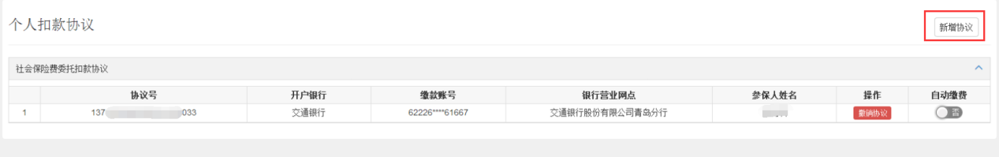 个人扣款协议
新增协议
社会保险费委托扣款协议
协议号 开户银行 缴款账号 银行营业网点 参保人姓名 操作 自动缴费
1 137 033 交通银行 62226****61667 交通银行股份有限公司青岛分行 撤销协议 否